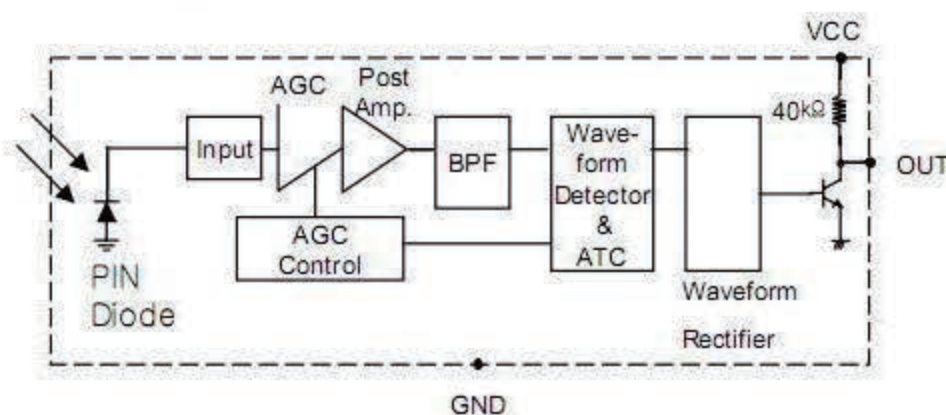 VCC
AGC
Post
Amp.
40kΩ
Input
BPF
Wave-
form
Detector
&
ATC
OUT
AGC
Control
PIN
Diode
Waveform
Rectifier
GND